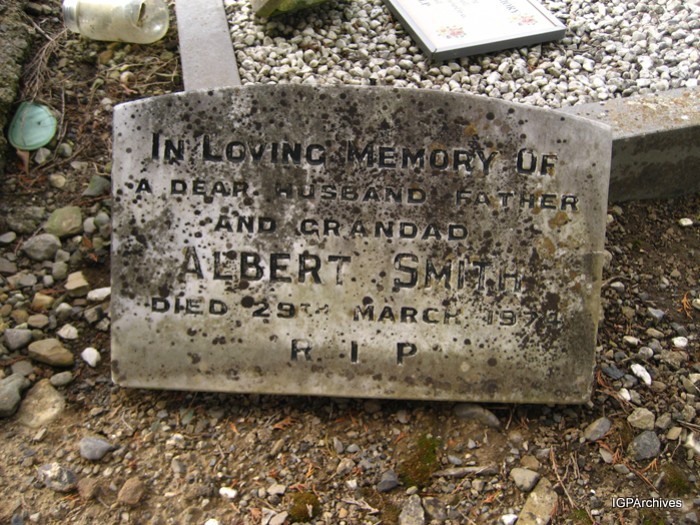 IN LOVING MEMORY OF
A DEAR HUSBAND FATHER
AND GRANDAD
ALBERT SMITH
DIED 29TH MARCH
R I P
IGPArchives